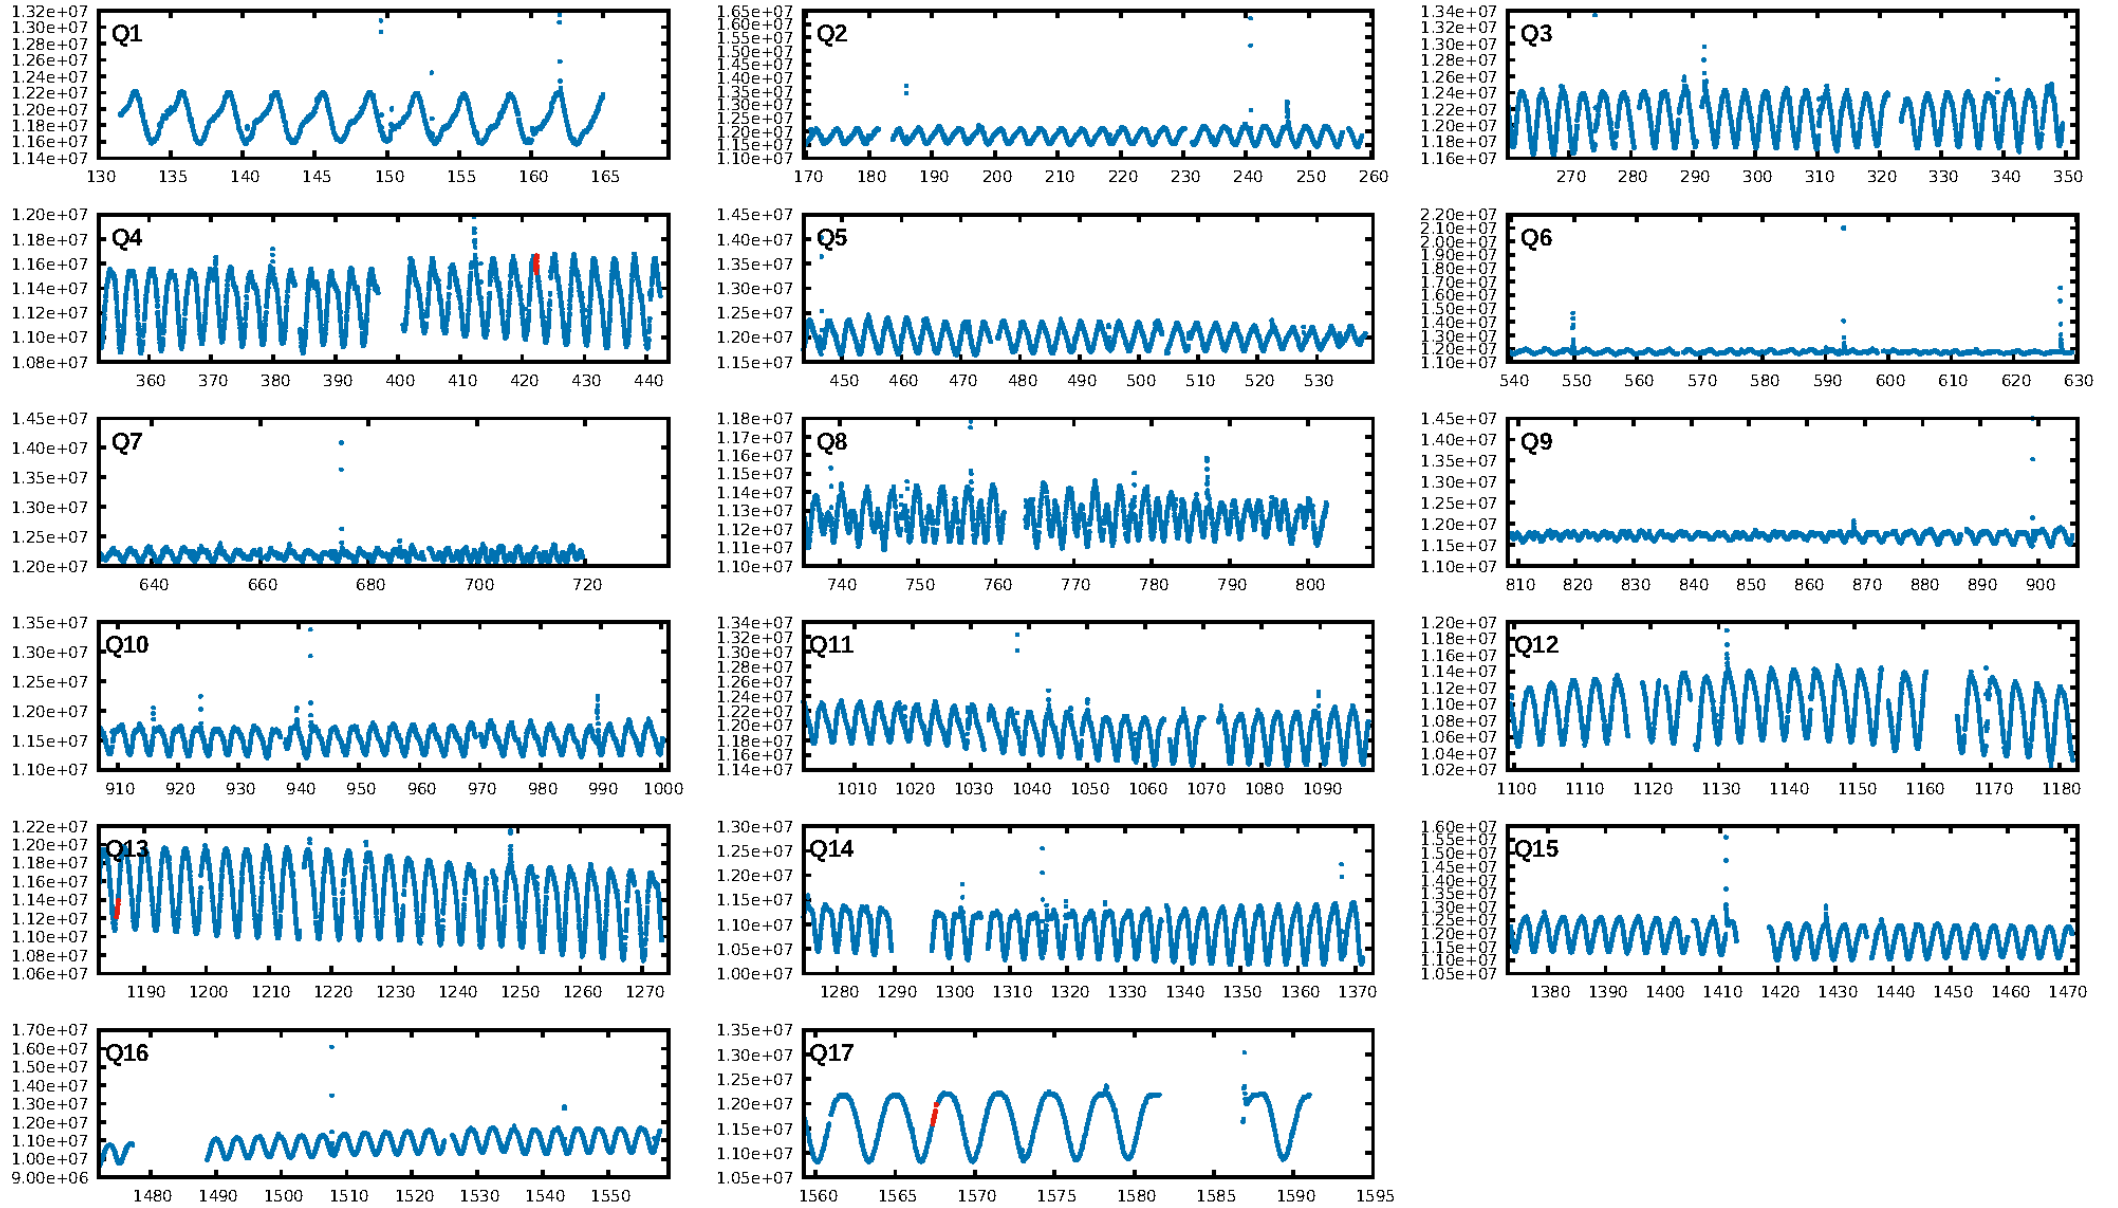 1.32e+07
1.30e+07
1.28e+07
1.26e+07
1.24e+07
1.22e+07
1.20e+07
1.18e+07
1.16e+07
1.14e+07
Q1
130 135 140 145 150 155 160 165
1.65e+07
1.60e+07
1.55e+07
1.50e+07
1.45e+07
1.40e+07
1.35e+07
1.30e+07
1.25e+07
1.20e+07
1.15e+07
1.10e+07
Q2
170 180 190 200 210 220 230 240 250 260
1.34e+07
1.32e+07
1.30e+07
1.28e+07
1.26e+07
1.24e+07
1.22e+07
1.20e+07
1.18e+07
1.16e+07
Q3
270 280 290 300 310 320 330 340 350
1.20e+07
1.18e+07
1.16e+07
1.14e+07
1.12e+07
1.10e+07
1.08e+07
Q4
360 370 380 390 400 410 420 430 440
1.45e+07
1.40e+07
1.35e+07
1.30e+07
1.25e+07
1.20e+07
1.15e+07
Q5
450 460 470 480 490 500 510 520 530
2.20e+07
2.10e+07
2.00e+07
1.90e+07
1.80e+07
1.70e+07
1.60e+07
1.50e+07
1.40e+07
1.30e+07
1.20e+07
1.10e+07
Q6
540 550 560 570 580 590 600 610 620 630
1.45e+07
1.40e+07
1.35e+07
1.30e+07
1.25e+07
1.20e+07
Q7
640 660 680 700 720
1.18e+07
1.17e+07
1.16e+07
1.15e+07
1.14e+07
1.13e+07
1.12e+07
1.11e+07
1.10e+07
Q8
740 750 760 770 780 790 800
1.45e+07
1.40e+07
1.35e+07
1.30e+07
1.25e+07
1.20e+07
1.15e+07
1.10e+07
Q9
810 820 830 840 850 860 870 880 890 900
1.35e+07
1.30e+07
1.25e+07
1.20e+07
1.15e+07
1.10e+07
Q10
910 920 930 940 950 960 970 980 990 1000
1.34e+07
1.32e+07
1.30e+07
1.28e+07
1.26e+07
1.24e+07
1.22e+07
1.20e+07
1.18e+07
1.16e+07
1.14e+07
Q11
1010 1020 1030 1040 1050 1060 1070 1080 1090
1.20e+07
1.18e+07
1.16e+07
1.14e+07
1.12e+07
1.10e+07
1.08e+07
1.06e+07
1.04e+07
1.02e+07
Q12
1100 1110 1120 1130 1140 1150 1160 1170 1180
1.22e+07
1.20e+07
1.18e+07
1.16e+07
1.14e+07
1.12e+07
1.10e+07
1.08e+07
1.06e+07
Q13
1190 1200 1210 1220 1230 1240 1250 1260 1270
1.30e+07
1.25e+07
1.20e+07
1.15e+07
1.10e+07
1.05e+07
1.00e+07
Q14
1280 1290 1300 1310 1320 1330 1340 1350 1360 1370
1.60e+07
1.55e+07
1.50e+07
1.45e+07
1.40e+07
1.35e+07
1.30e+07
1.25e+07
1.20e+07
1.15e+07
1.10e+07
1.05e+07
Q15
1380 1390 1400 1410 1420 1430 1440 1450 1460 1470
1.70e+07
1.60e+07
1.50e+07
1.40e+07
1.30e+07
1.20e+07
1.10e+07
1.00e+07
9.00e+06
Q16
1480 1490 1500 1510 1520 1530 1540 1550
1.35e+07
1.30e+07
1.25e+07
1.20e+07
1.15e+07
1.10e+07
1.05e+07
Q17
1560 1565 1570 1575 1580 1585 1590 1595